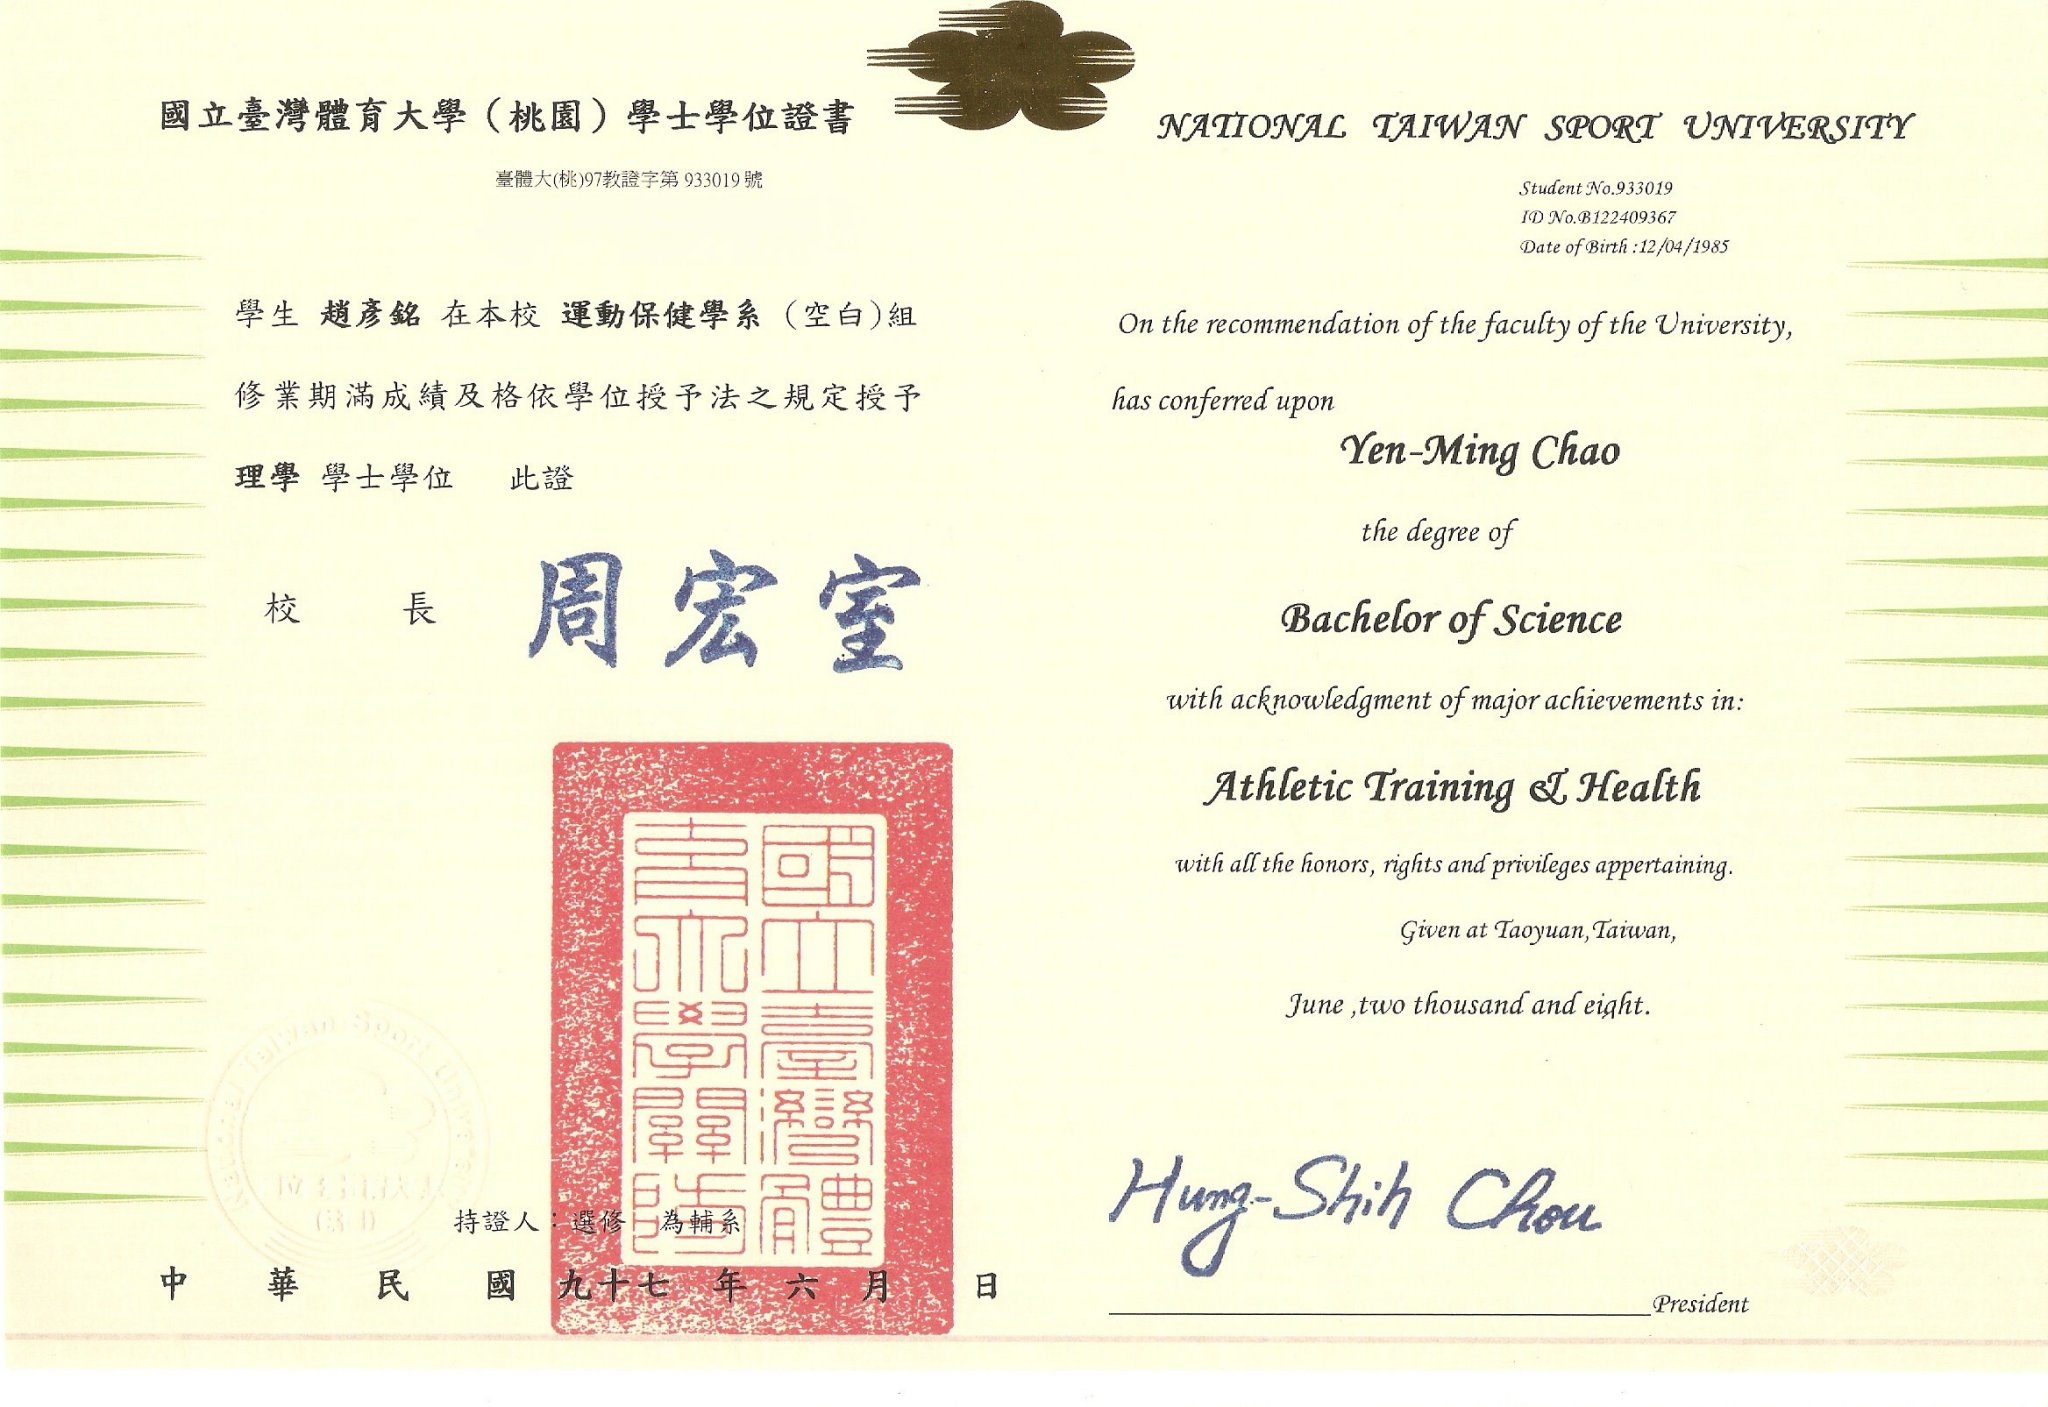 國立臺灣體育大學（桃園）學士學位證書
臺體大(桃)97教證字第 933019 號
學生 趙彥銘 在本校 運動保健學系 (空白)組
修業期滿成績及格依學位授予法之規定授予
理學 學士學位 此證
校長 周宏室
國立臺灣體
育大學關防
持證人：選修 為輔系
中華民國九十七年六月 日
NATIONAL TAIWAN SPORT UNIVERSITY
Student No.933019
ID No.B122409367
Date of Birth :12/04/1985
On the recommendation of the faculty of the University,
has conferred upon
Yen-Ming Chao
the degree of
Bachelor of Science
with acknowledgment of major achievements in:
Athletic Training & Health
with all the honors, rights and privileges appertaining.
Given at Taoyuan,Taiwan,
June ,two thousand and eight.
Hung-Shih Chou
President
National Taiwan Sport University